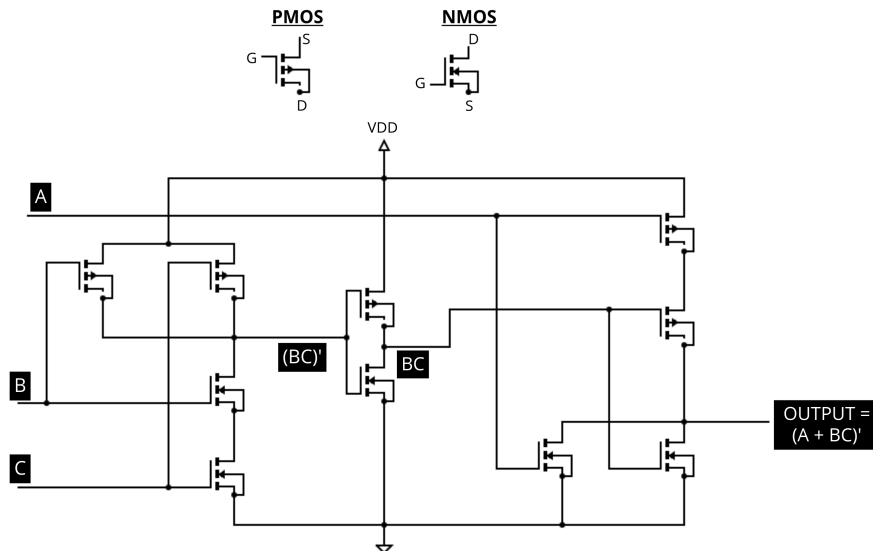 PMOS
NMOS
S
G
D
D
G
S
VDD
A
(BC)'
BC
B
C
OUTPUT =
(A + BC)'